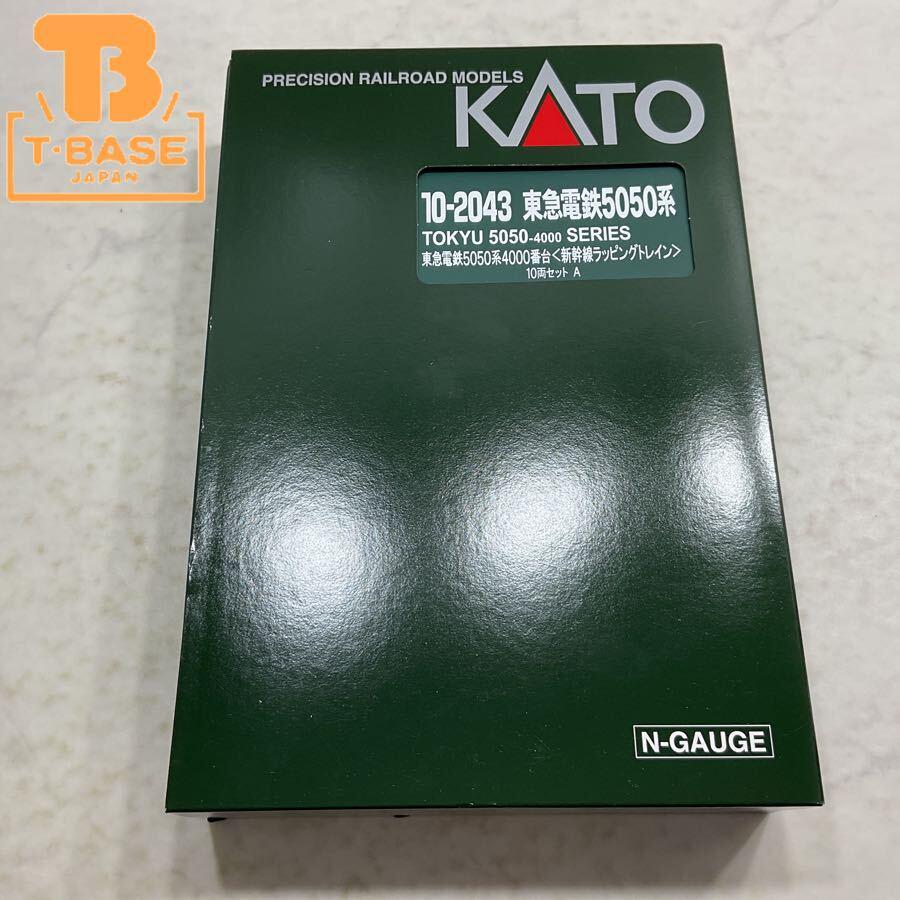 B
T·BASE
JAPAN
PRECISION RAILROAD MODELS
KATO
10-2043 東急電鉄5050系
TOKYU 5050-4000 SERIES
東急電鉄5050系4000番台<新幹線ラッピングトレイン>
10両セット A
N-GAUGE